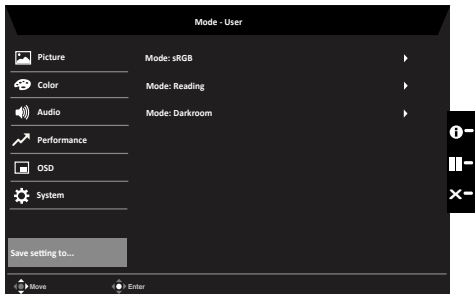 Mode - User
Picture
Mode: sRGB
Color
Mode: Reading
Audio
Mode: Darkroom
Performance
OSD
System
Save setting to...
Move
Enter